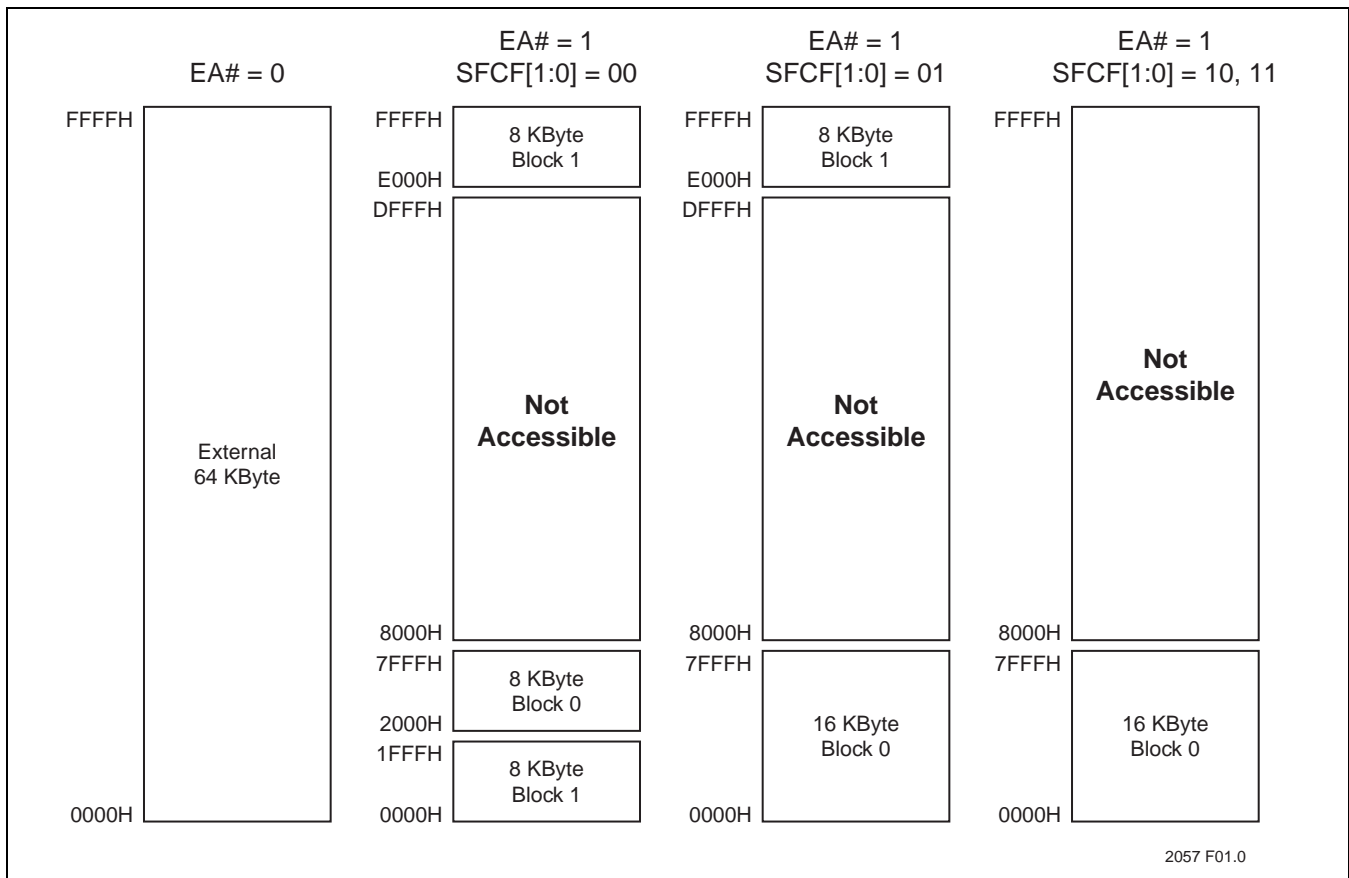 EA# = 0
FFFFH
External
64 KByte
0000H
EA# = 1
SFCF[1:0] = 00
FFFFH
8 KByte
Block 1
E000H
DFFFH
Not
Accessible
8000H
7FFFH
8 KByte
Block 0
2000H
1FFFH
8 KByte
Block 1
0000H
EA# = 1
SFCF[1:0] = 01
FFFFH
8 KByte
Block 1
E000H
DFFFH
Not
Accessible
8000H
7FFFH
16 KByte
Block 0
0000H
EA# = 1
SFCF[1:0] = 10, 11
FFFFH
Not
Accessible
8000H
7FFFH
16 KByte
Block 0
0000H
2057 F01.0